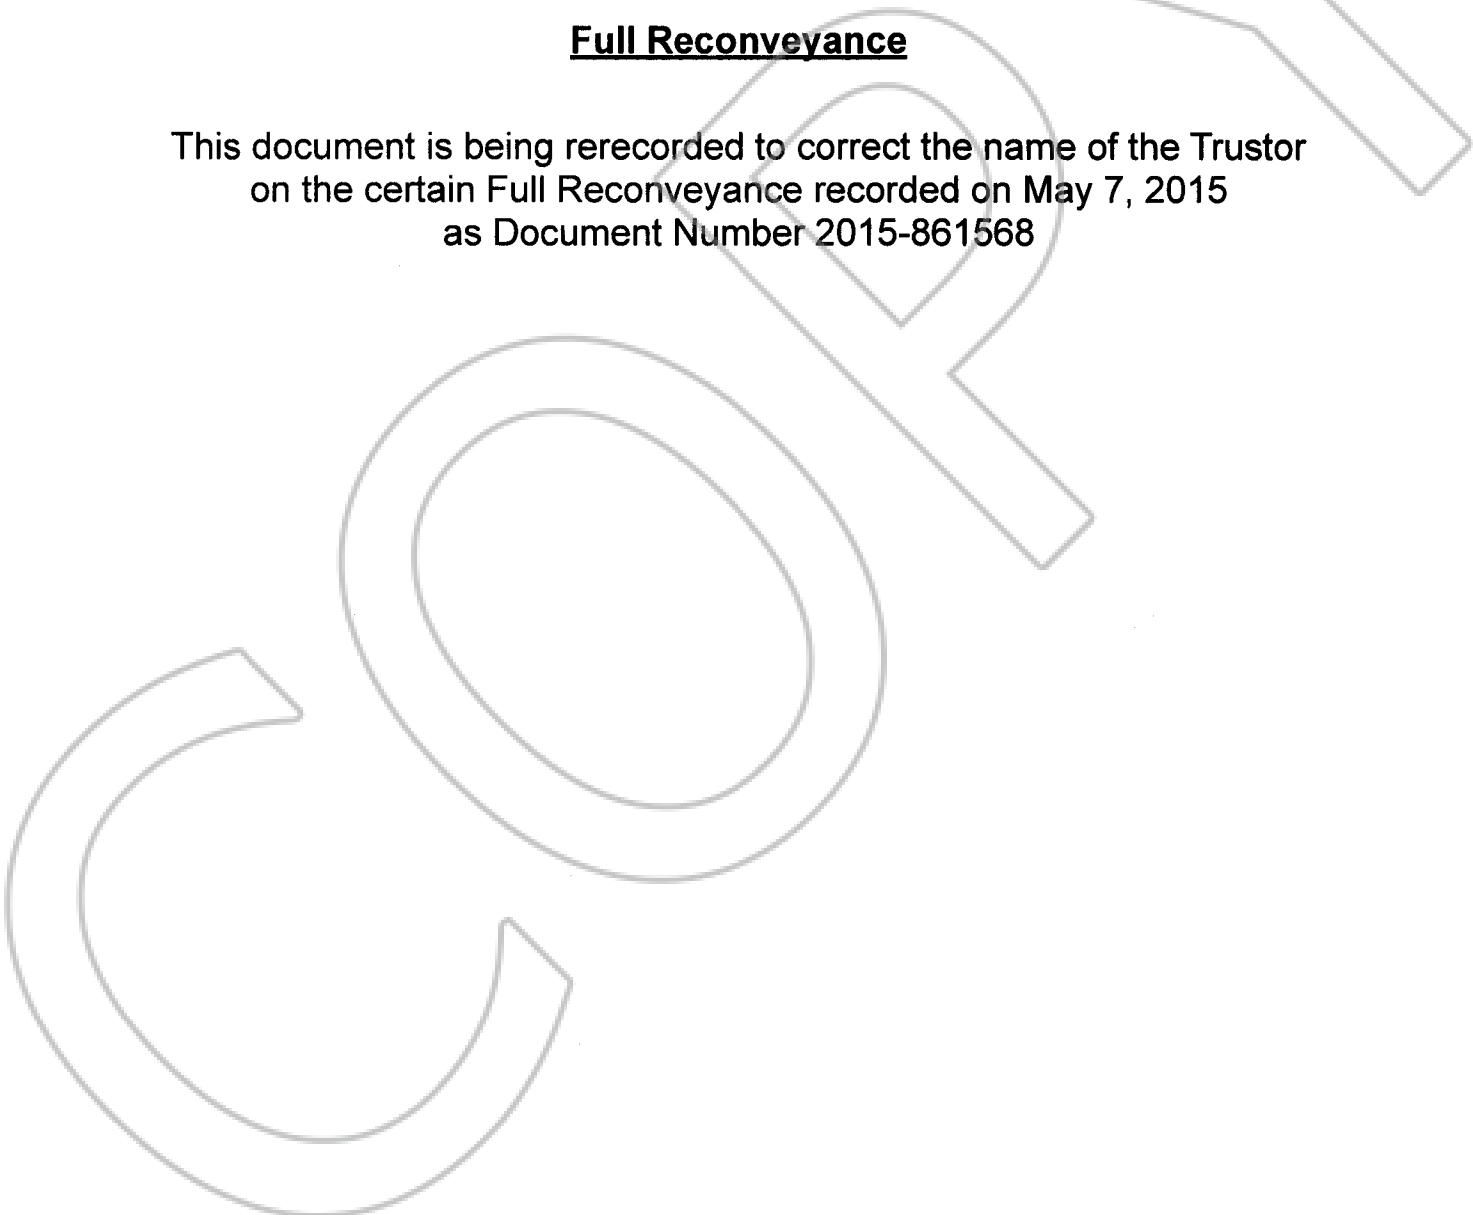 Full Reconveyance
This document is being rerecorded to correct the name of the Trustor
on the certain Full Reconveyance recorded on May 7, 2015
as Document Number 2015-861568
COPY